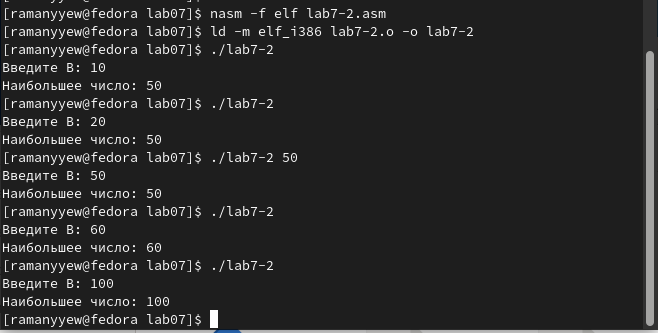 [ramanyyew@fedora lab07]$ nasm -f elf lab7-2.asm
[ramanyyew@fedora lab07]$ ld -m elf_i386 lab7-2.o -o lab7-2
[ramanyyew@fedora lab07]$ ./lab7-2
Введите В: 10
Наибольшее число: 50
[ramanyyew@fedora lab07]$ ./lab7-2
Введите В: 20
Наибольшее число: 50
[ramanyyew@fedora lab07]$ ./lab7-2 50
Введите В: 50
Наибольшее число: 50
[ramanyyew@fedora lab07]$ ./lab7-2
Введите В: 60
Наибольшее число: 60
[ramanyyew@fedora lab07]$ ./lab7-2
Введите В: 100
Наибольшее число: 100
[ramanyyew@fedora lab07]$